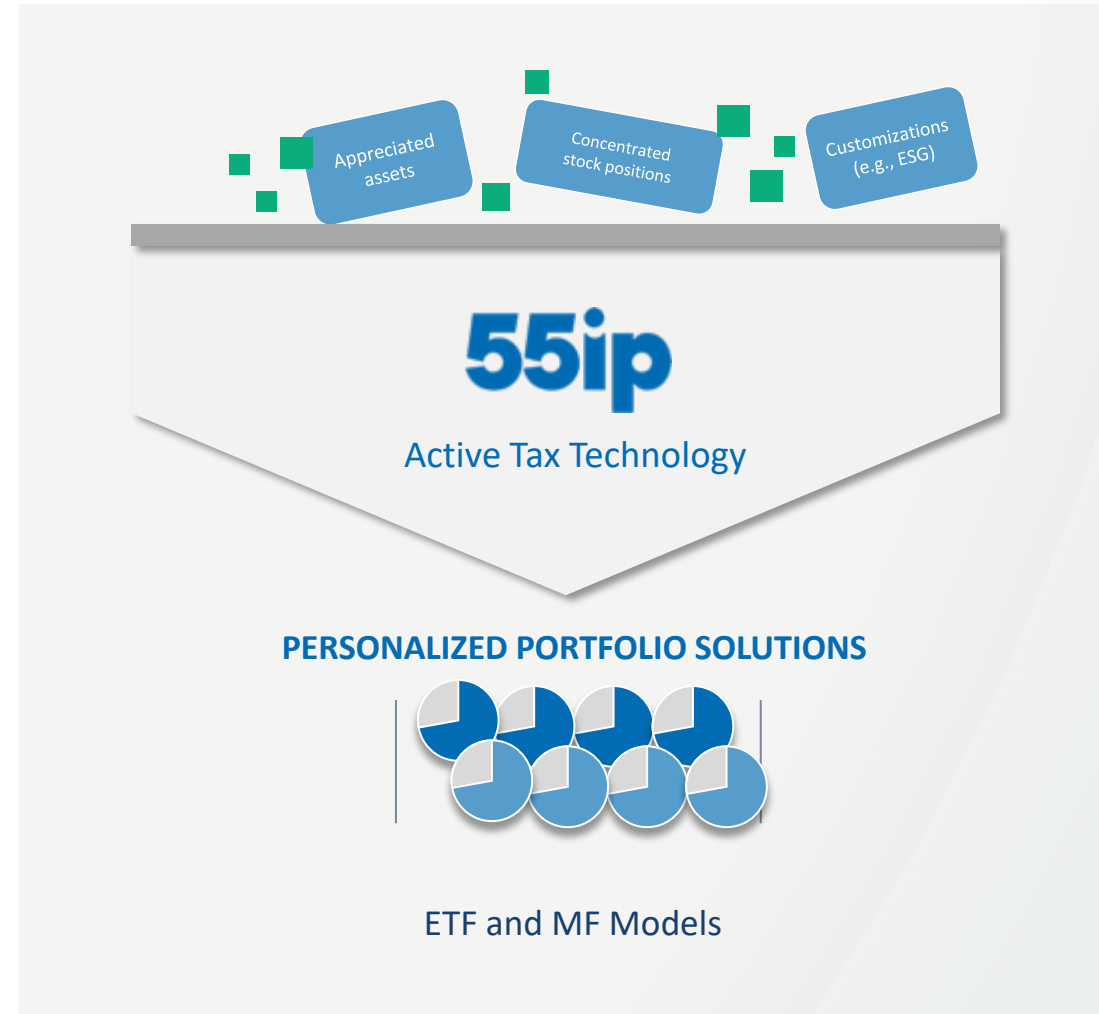 Appreciated
assets
Concentrated
stock positions
Customizations
(e.g., ESG)
55ip
Active Tax Technology
PERSONALIZED PORTFOLIO SOLUTIONS
ETF and MF Models